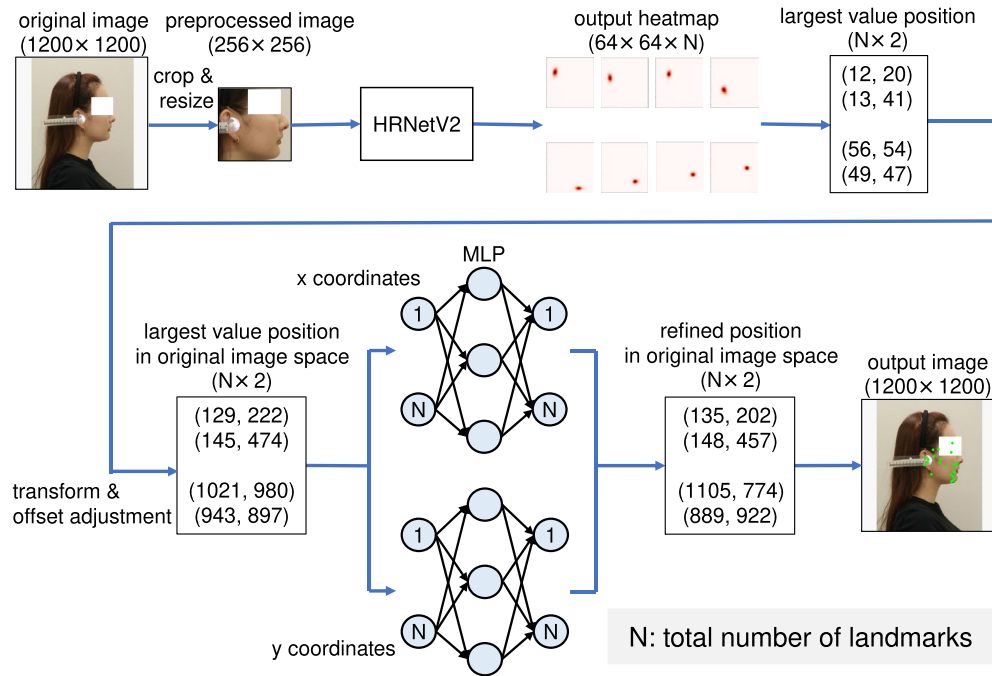 original image
(1200× 1200)
crop &
resize
preprocessed image
(256× 256)
HRNetV2
output heatmap
(64× 64× N)
largest value position
(N× 2)
(12, 20)
(13, 41)
(56, 54)
(49, 47)
transform &
offset adjustment
largest value position
in original image space
(N× 2)
(129, 222)
(145, 474)
(1021, 980)
(943, 897)
MLP
x coordinates
1
1
N
N
1
1
N
N
y coordinates
refined position
in original image space
(N× 2)
(135, 202)
(148, 457)
(1105, 774)
(889, 922)
output image
(1200× 1200)
N: total number of landmarks